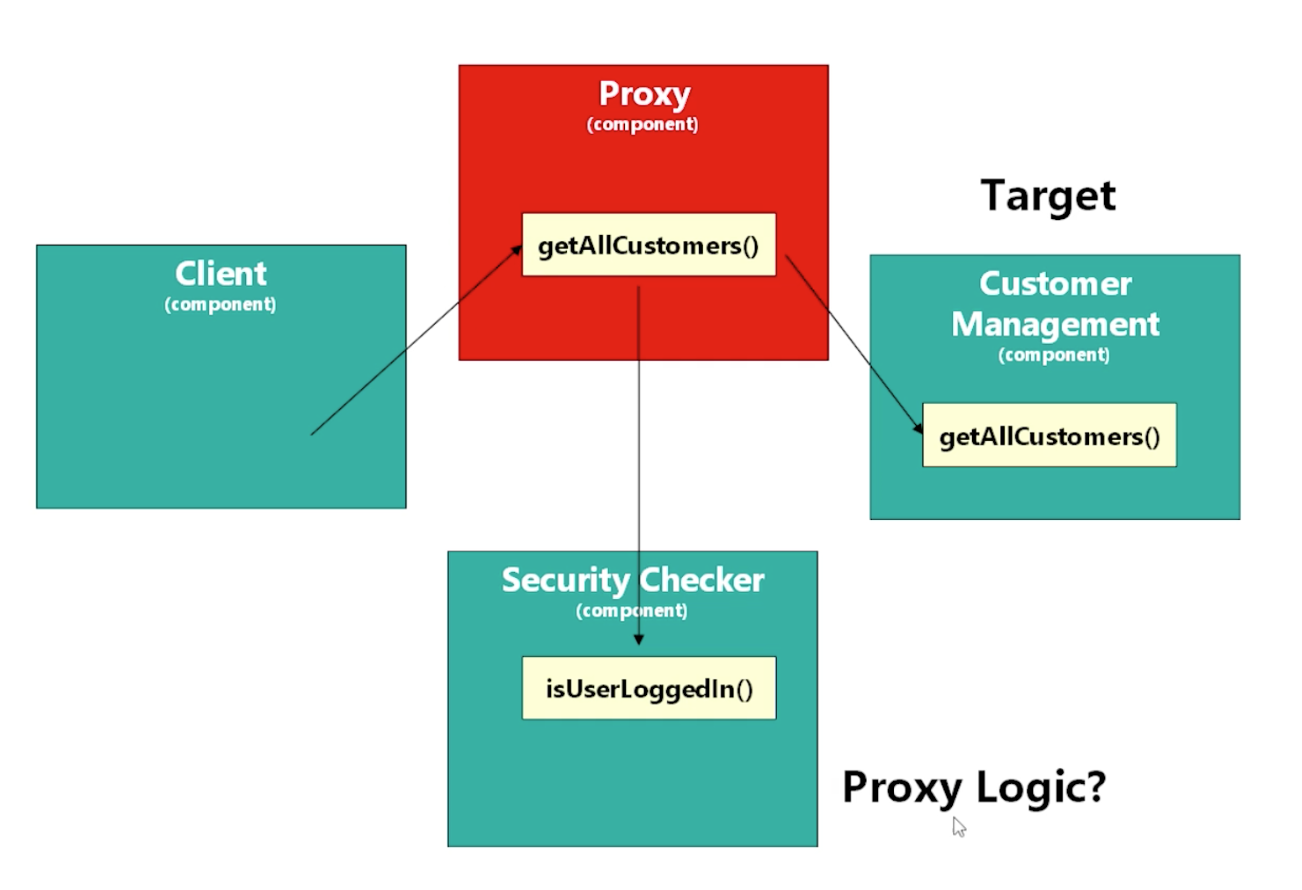 Proxy
(component)
getAllCustomers()
Target
Client
(component)
Customer
Management
(component)
getAllCustomers()
Security Checker
(component)
isUserLoggedIn()
Proxy Logic?